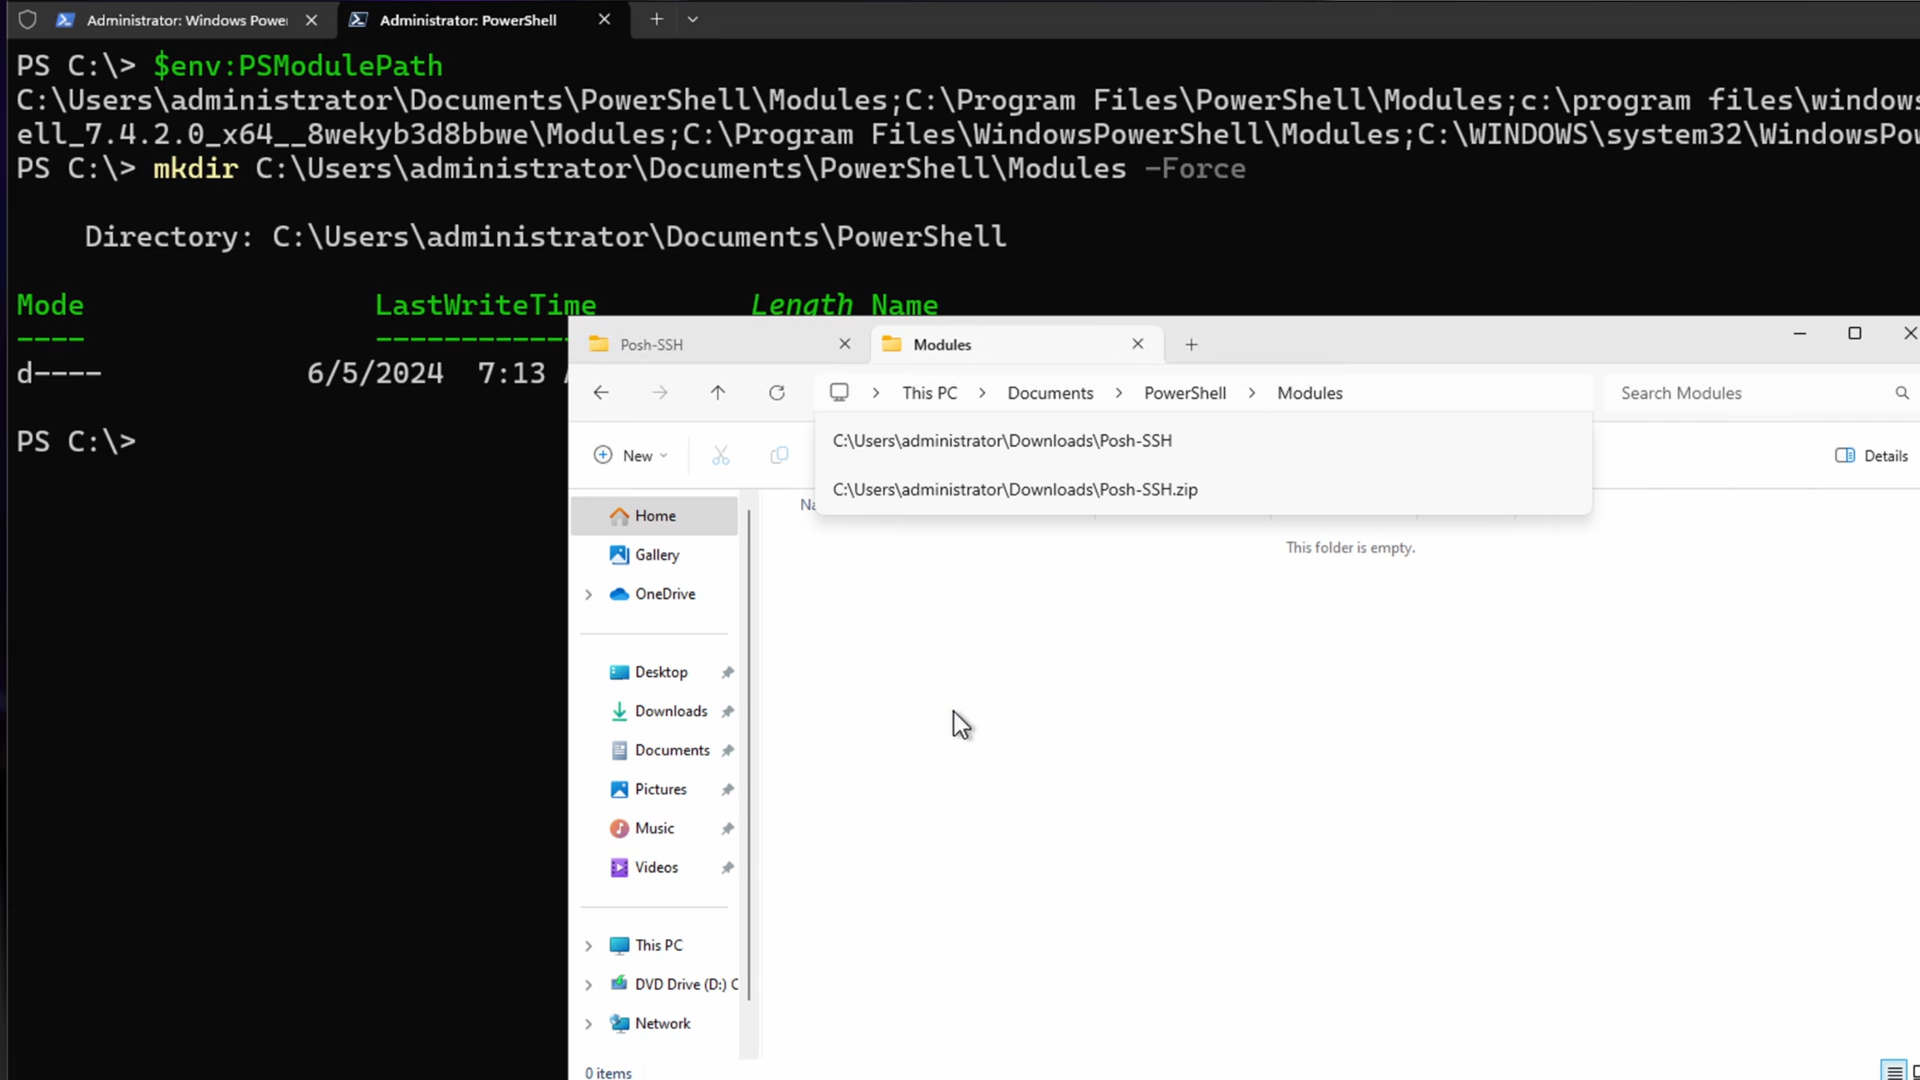 Administrator: Windows Power
Administrator: PowerShell
PS C:\> $env:PSModulePath
C:\Users\administrator\Documents\PowerShell\Modules;C:\Program Files\PowerShell\Modules;c:\program files\windows
ell_7.4.2.0_x64__8wekyb3d8bbwe\Modules;C:\Program Files\WindowsPowerShell\Modules;C:\WINDOWS\system32\WindowsPo
PS C:\> mkdir C:\Users\administrator\Documents\PowerShell\Modules -Force
Directory: C:\Users\administrator\Documents\PowerShell
Mode LastWriteTime Length Name
---- -----------
d---- 6/5/2024 7:13
PS C:\>
Posh-SSH
Modules
This PC > Documents > PowerShell > Modules
Search Modules
C:\Users\administrator\Downloads\Posh-SSH
C:\Users\administrator\Downloads\Posh-SSH.zip
New
Details
Home
Gallery
OneDrive
This folder is empty.
Desktop
Downloads
Documents
Pictures
Music
Videos
This PC
DVD Drive (D:) C
Network
0 items